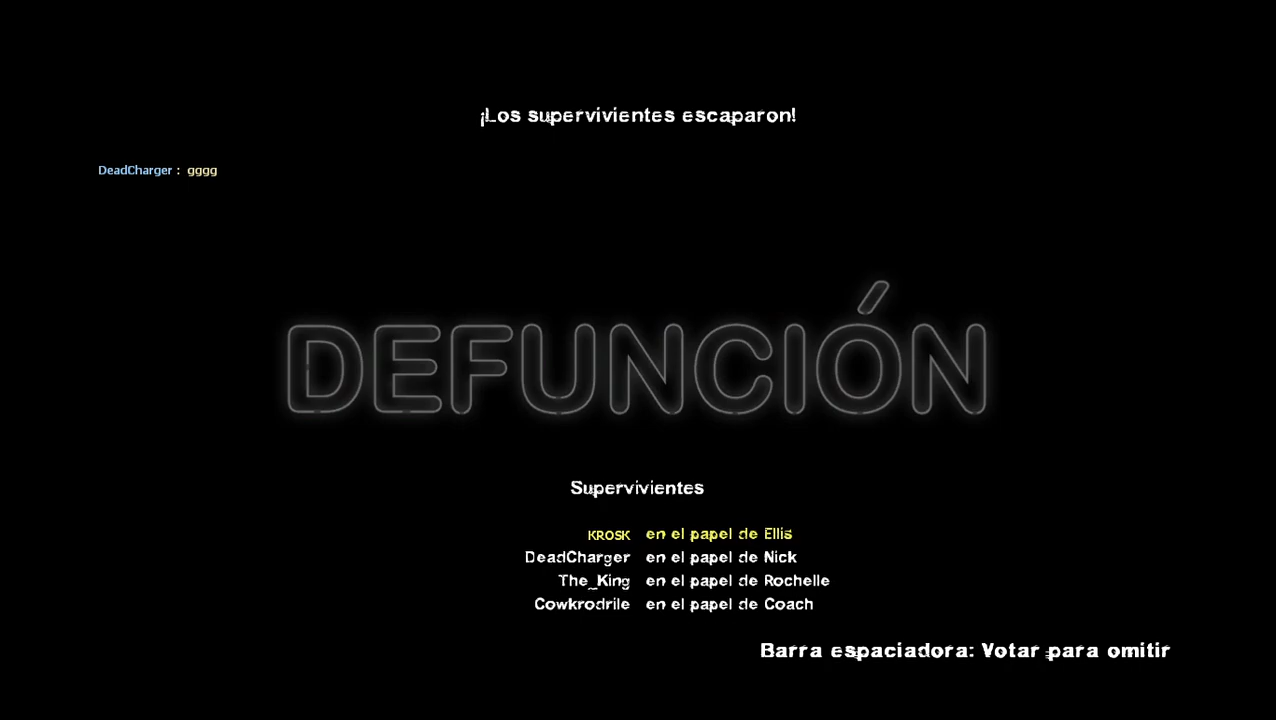 ¡Los supervivientes escaparon!
DeadCharger : gggg
DEFUNCIÓN
Supervivientes
KROSK en el papel de Ellis
DeadCharger en el papel de Nick
The_King en el papel de Rochelle
Cowkrodrile en el papel de Coach
Barra espaciadora: Votar para omitir